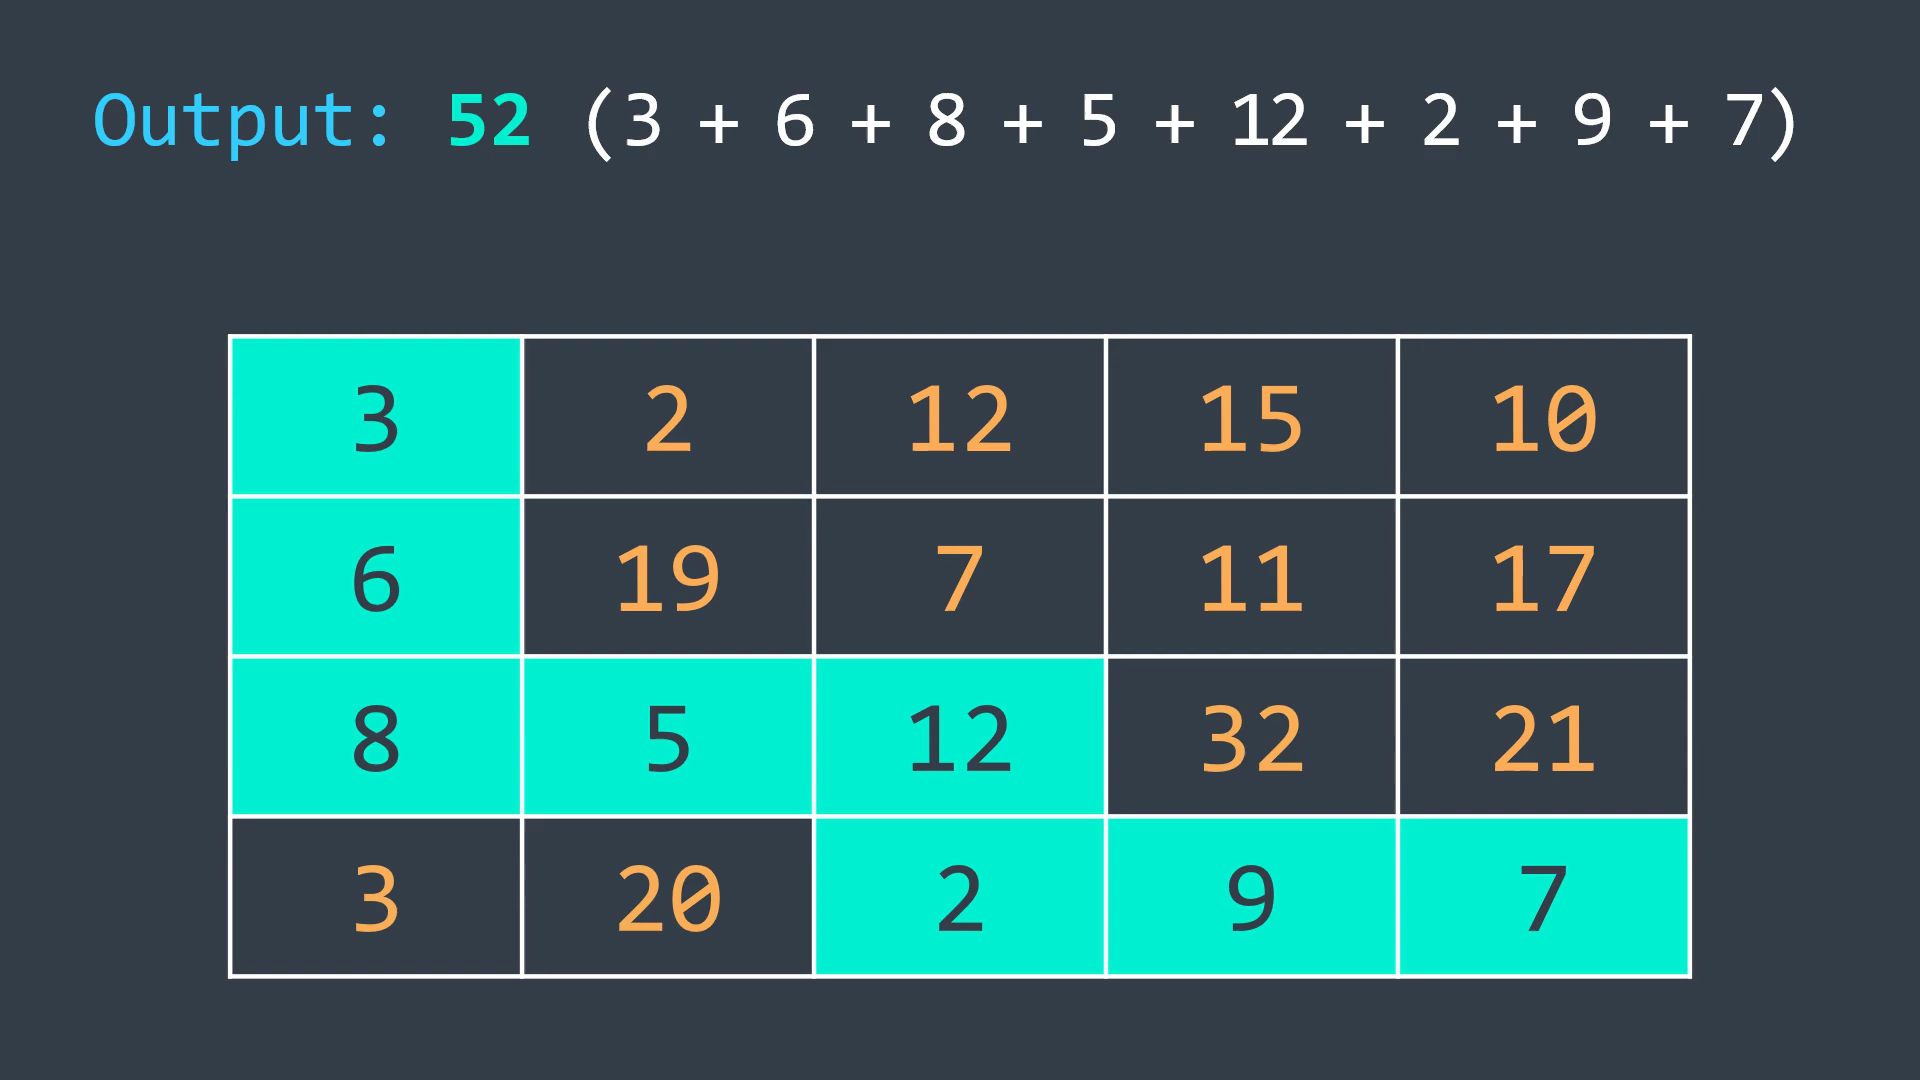 Output: 52 (3 + 6 + 8 + 5 + 12 + 2 + 9 + 7)
3 2 12 15 10
6 19 7 11 17
8 5 12 32 21
3 20 2 9 7